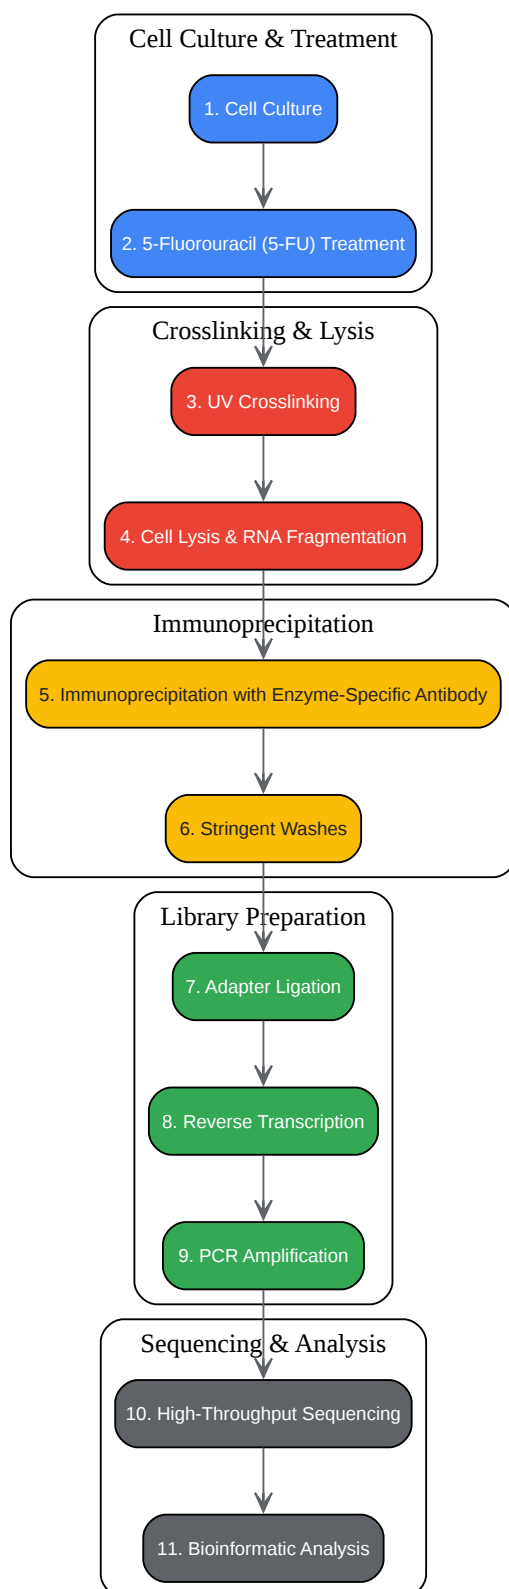 Cell Culture & Treatment
1. Cell Culture
2. 5-Fluorouracil (5-FU) Treatment
Crosslinking & Lysis
3. UV Crosslinking
4. Cell Lysis & RNA Fragmentation
Immunoprecipitation
5. Immunoprecipitation with Enzyme-Specific Antibody
6. Stringent Washes
Library Preparation
7. Adapter Ligation
8. Reverse Transcription
9. PCR Amplification
Sequencing & Analysis
10. High-Throughput Sequencing
11. Bioinformatic Analysis